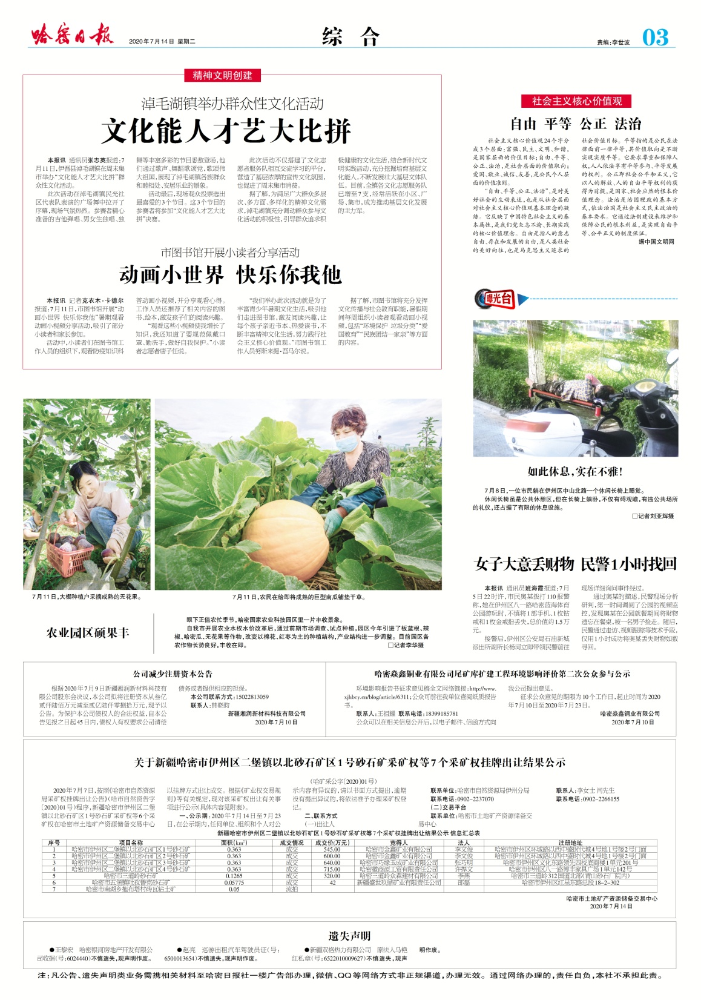 哈密日报
2020年7月14日 星期二
综 合
责编:李世波
03
精神文明创建
淖毛湖镇举办群众性文化活动
文化能人才艺大比拼
本报讯 通讯员张志英报道:7
月11日,伊吾县淖毛湖镇在周末集
市举办“文化能人才艺大比拼”群
众性文化活动。
此次活动在淖毛湖镇民光社
区代表队表演的广场舞中拉开了
序幕,现场气氛热烈。参赛者精心
准备的吉他弹唱、男女生独唱、独
舞等丰富多彩的节目悉数登场,他
们通过歌声、舞蹈歌颂党,歌颂伟
大祖国,展现了淖毛湖镇各族群众
和睦相处、安居乐业的景象。
活动最后,现场观众投票选出
最喜爱的3个节目。这3个节目的
参赛者将参加“文化能人才艺大比
拼”决赛。
此次活动不仅搭建了文化志
愿者服务队相互交流学习的平台,
营造了基层浓厚的宣传文化氛围,
也促进了周末集市消费。
据了解,为满足广大群众多层
次、多方面、多样化的精神文化需
求,淖毛湖镇充分调动群众参与文
化活动的积极性,引导群众追求积
极健康的文化生活,结合新时代文
明实践活动,充分挖掘培育基层文
化能人,不断发展壮大基层文体队
伍。目前,全镇各文化志愿服务队
已增至7支,经常活跃在小区、广
场、集市,成为推动基层文化发展
的主力军。
市图书馆开展小读者分享活动
动画小世界 快乐你我他
本报讯 记者克衣木·卡德尔
报道:7月11日,市图书馆开展“动
画小世界 快乐你我他”暑期观看
动画小视频分享活动,吸引了部分
小读者和家长参加。
活动中,小读者们在图书馆工
作人员的组织下,观看防疫知识科
普动画小视频,并分享观看心得。
工作人员还推荐了相关内容的图
书、绘本,激发孩子们的阅读兴趣。
“观看这些小视频使我增长了
知识,我还知道了要规范佩戴口
罩、勤洗手,做好自我保护。”小读
者志愿者唐子任说。
“我们举办此次活动就是为了
丰富青少年暑期文化生活,吸引他
们走进图书馆,激发阅读兴趣,让
每个孩子亲近书本、热爱读书,不
断丰富精神文化生活,努力践行社
会主义核心价值观。”市图书馆工
作人员努斯来提·吾马尔说。
据了解,市图书馆将充分发挥
文化传播与社会教育职能,暑假期
间每周组织小读者观看动画小视
频,包括“环境保护 垃圾分类”“爱
国教育”“民族团结一家亲”等方面
的内容。
社会主义核心价值观
自由 平等 公正 法治
社会主义核心价值观24个字分
成3个层面:富强、民主、文明、和谐,
是国家层面的价值目标;自由、平等、
公正、法治,是社会层面的价值取向;
爱国、敬业、诚信、友善,是公民个人层
面的价值准则。
“自由、平等、公正、法治”,是对美
好社会的生动表述,也是从社会层面
对社会主义核心价值观基本理念的凝
练。它反映了中国特色社会主义的基
本属性,是我们党矢志不渝、长期实践
的核心价值理念。自由是指人的意志
自由、存在和发展的自由,是人类社会
的美好向往,也是马克思主义追求的
社会价值目标。平等指的是公民在法
律面前一律平等,其价值取向是不断
实现实质平等。它要求尊重和保障人
权,人人依法享有平等参与、平等发展
的权利。公正即社会公平和正义,它
以人的解放、人的自由平等权利的获
得为前提,是国家、社会应然的根本价
值理念。法治是治国理政的基本方
式,依法治国是社会主义民主政治的
基本要求。它通过法制建设来维护和
保障公民的根本利益,是实现自由平
等、公平正义的制度保证。
据中国文明网
曝光台
如此休息,实在不雅!
7月8日,一位市民躺在伊州区中山北路一个休闲长椅上睡觉。
休闲长椅虽是公共休憩区,但在长椅上躺卧,不仅有碍观瞻,有违公共场所
的礼仪,还占据了有限的休息设施。
□记者刘亚辉摄
7月11日,大棚种植户采摘成熟的无花果。
7月11日,农民在给即将成熟的巨型南瓜铺垫干草。
农业园区硕果丰
眼下正值农忙季节,哈密国家农业科技园区里一片丰收景象。
自我市开展农业水权水价改革后,通过前期市场调查、试点种植,园区今年引进了板蓝根、辣
椒、哈密瓜、无花果等作物,改变以棉花、红枣为主的种植结构,产业结构进一步调整。目前园区各
农作物长势良好,丰收在即。
□记者李华摄
女子大意丢财物 民警1小时找回
本报讯 通讯员班海霞报道:7月
5日22时许,市民奥某拨打110报警
称,她在伊州区八一路哈密蓝海体育
公园游玩时,不慎将1部手机、1枚钻
戒和1枚金戒指丢失,总价值约1.5万
元。
接警后,伊州区公安局石油新城
派出所副所长杨河立即带领民警前往
现场详细询问事件经过。
通过奥某的描述,民警现场分析
研判,第一时间调阅了公园的视频监
控,发现奥某在公园就餐期间将财物
遗忘在餐桌,被一名男子捡走。随后,
民警通过走访、视频跟踪等技术手段,
仅用1小时成功将奥某丢失财物如数
寻回。
公司减少注册资本公告
根据2020年7月9日新疆湘润新材料科技有
限公司股东会决议,本公司拟将注册资本从叁亿
贰仟陆佰万元减至贰亿陆仟零捌拾万元,现予以
公告。为保护本公司债权人的合法权益,自本公
告见报之日起45日内,债权人有权要求公司清偿
债务或者提供相应的担保。
本公司联系方式:15022813059
联系人:韩晓昀
新疆湘润新材料科技有限公司
2020年7月10日
哈密焱鑫铜业有限公司尾矿库扩建工程环境影响评价第二次公众参与公示
环境影响报告书征求意见稿全文网络链接:http://www.
xjhbcy.cn/blog/article/6311;公众可前往我单位查阅纸质报告
书。
联系人:王祖耀 联系电话:18399185781
公众可以在相关信息公开后,以电子邮件、信函方式向
我公司提出意见。
征求公众意见的期限为10个工作日,起止时间为2020
年7月10日至2020年7月23日。
哈密焱鑫铜业有限公司
2020年7月10日
关于新疆哈密市伊州区二堡镇以北砂石矿区1号砂石矿采矿权等7个采矿权挂牌出让结果公示
(哈矿采公字[2020]01号)
2020年7月7日,按照《哈密市自然资源
局采矿权挂牌出让公告》(哈市自然资告字
[2020]01号)程序,新疆哈密市伊州区二堡
镇以北砂石矿区1号砂石矿采矿权等6个采
矿权在哈密市土地矿产资源储备交易中心
以挂牌方式出让成交。根据《矿业权交易规
则》等有关规定,现对该采矿权出让有关事
项进行公示(具体内容见附表)。
一、公示期:2020年7月14日至7月23
日,在公示期内,任何单位、组织和个人对公
示内容有异议的,请以书面方式提出,逾期
没有提出异议的,将依法准予办理采矿权登
记。
二、联系方式
(一)出让人
联系单位:哈密市自然资源局伊州分局
联系电话:0902-2237070
(二)交易平台
联系单位:哈密市土地矿产资源储备交
易中心
联系人:李女士 闫先生
联系电话:0902-2266155
新疆哈密市伊州区二堡镇以北砂石矿区1号砂石矿采矿权等7个采矿权挂牌出让结果公示 信息汇总表
序号 项目名称 面积(km²) 成交情况 成交价(万元) 竞得人 法人 注册地址
1 哈密市伊州区二堡镇以北砂石矿区1号砂石矿 0.363 成交 545.00 哈密市金鑫矿业有限公司 李文俊 哈密市伊州区环城路以西中盛时代城4号地1号楼2号门面
2 哈密市伊州区二堡镇以北砂石矿区2号砂石矿 0.363 成交 600.00 哈密市金鑫矿业有限公司 李文俊 哈密市伊州区环城路以西中盛时代城4号地1号楼2号门面
3 哈密市伊州区二堡镇以北砂石矿区3号砂石矿 0.363 成交 640.00 哈密市巧缘玉成矿业有限公司 张巧明 哈密市伊州区文化东路领先四校底商楼1单元201号
4 哈密市伊州区二堡镇以北砂石矿区4号砂石矿 0.363 成交 715.00 哈密徽商源工贸有限责任公司 许捍文 哈密市伊州区八一路博丰家具广场1单元142号
5 哈密市三道岭砂石矿 0.1265 成交 320.00 哈密三道岭众森建材有限公司 李燕 哈密市三道岭312国道北部(青山砂石厂院内)
6 哈密市五堡镇吐孜鲁克砂石矿 0.05775 成交 42 新疆盛世玖鼎矿业有限责任公司 邵磊 哈密市伊州区红星东路总段18-2-302
7 哈密市南湖乡拖布塔村砖瓦粘土矿 0.05 流拍
哈密市土地矿产资源储备交易中心
2020年7月14日
遗失声明
●王黎宏 哈密银河房地产开发有限公
司收据(号:6024440)不慎遗失,现声明作废。
●赵亮 巡游出租汽车驾驶员证(号:
6501013654)不慎遗失,现声明作废。
●新疆双格热力有限公司 原法人马艳
红私章(号:6522010009627)不慎遗失,现声
明作废。
注:凡公告、遗失声明类业务需携相关材料至哈密日报社一楼广告部办理,微信、QQ等网络方式非正规渠道,办理无效。通过网络办理的,责任自负,本社不承担此责。